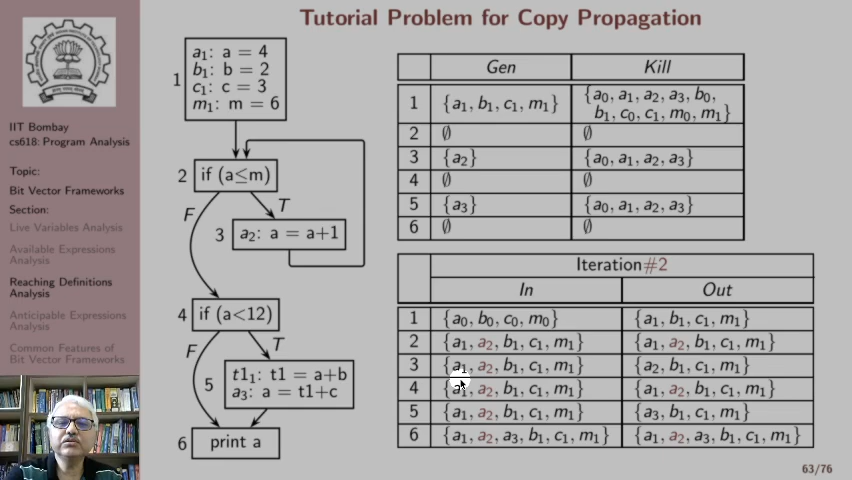 Tutorial Problem for Copy Propagation
IIT Bombay
cs618: Program Analysis
Topic:
Bit Vector Frameworks
Section:
Live Variables Analysis
Available Expressions
Analysis
Reaching Definitions
Analysis
Anticipable Expressions
Analysis
Common Features of
Bit Vector Frameworks
1
a₁: a = 4
b₁: b = 2
c₁: c = 3
m₁: m = 6
2 if (a≤m)
F T
3 a₂: a = a+1
4 if (a<12)
F T
5
t1₁: t1 = a+b
a₃: a = t1+c
6 print a
Gen Kill
1 {a₁, b₁, c₁, m₁} {a₀, a₁, a₂, a₃, b₀,
b₁, c₀, c₁, m₀, m₁}
2 ∅ ∅
3 {a₂} {a₀, a₁, a₂, a₃}
4 ∅ ∅
5 {a₃} {a₀, a₁, a₂, a₃}
6 ∅ ∅
Iteration#2
In Out
1 {a₀, b₀, c₀, m₀} {a₁, b₁, c₁, m₁}
2 {a₁, a₂, b₁, c₁, m₁} {a₁, a₂, b₁, c₁, m₁}
3 {a₁, a₂, b₁, c₁, m₁} {a₂, b₁, c₁, m₁}
4 {a₁, a₂, b₁, c₁, m₁} {a₁, a₂, b₁, c₁, m₁}
5 {a₁, a₂, b₁, c₁, m₁} {a₃, b₁, c₁, m₁}
6 {a₁, a₂, a₃, b₁, c₁, m₁} {a₁, a₂, a₃, b₁, c₁, m₁}
63/76